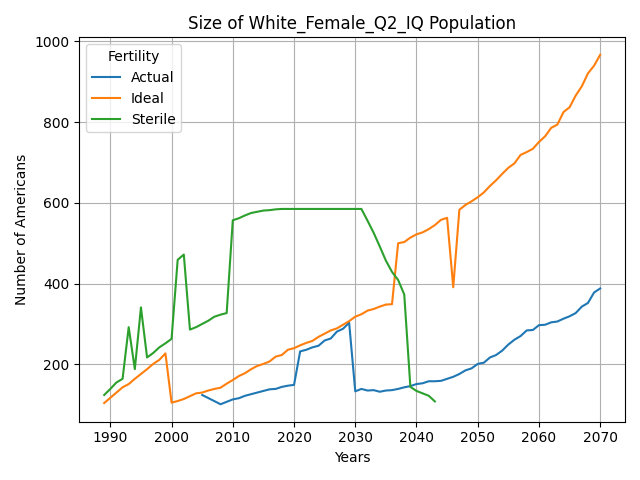 Size of White_Female_Q2_IQ Population
Fertility
Actual
Ideal
Sterile
Number of Americans
1000
800
600
400
200
1990 2000 2010 2020 2030 2040 2050 2060 2070
Years